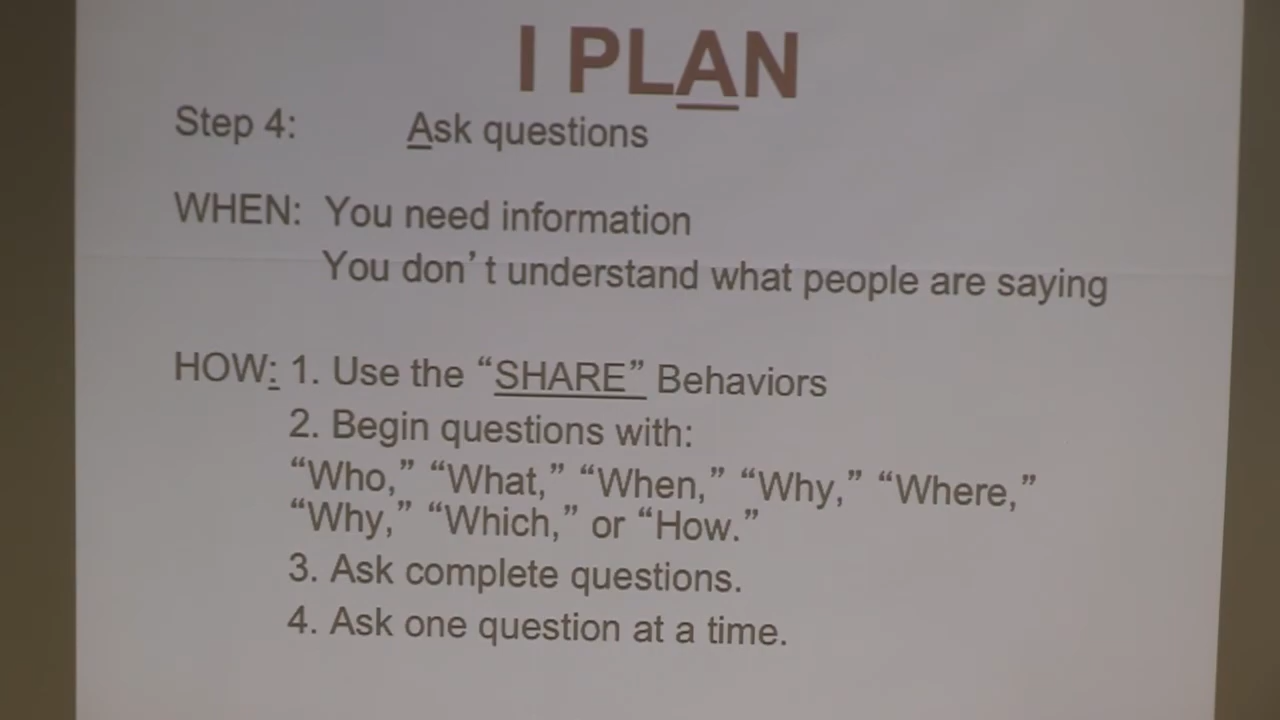 I PLAN
Step 4: Ask questions
WHEN: You need information
You don't understand what people are saying
HOW: 1. Use the “SHARE” Behaviors
2. Begin questions with:
“Who,” “What,” “When,” “Why,” “Where,”
“Why,” “Which,” or “How.”
3. Ask complete questions.
4. Ask one question at a time.